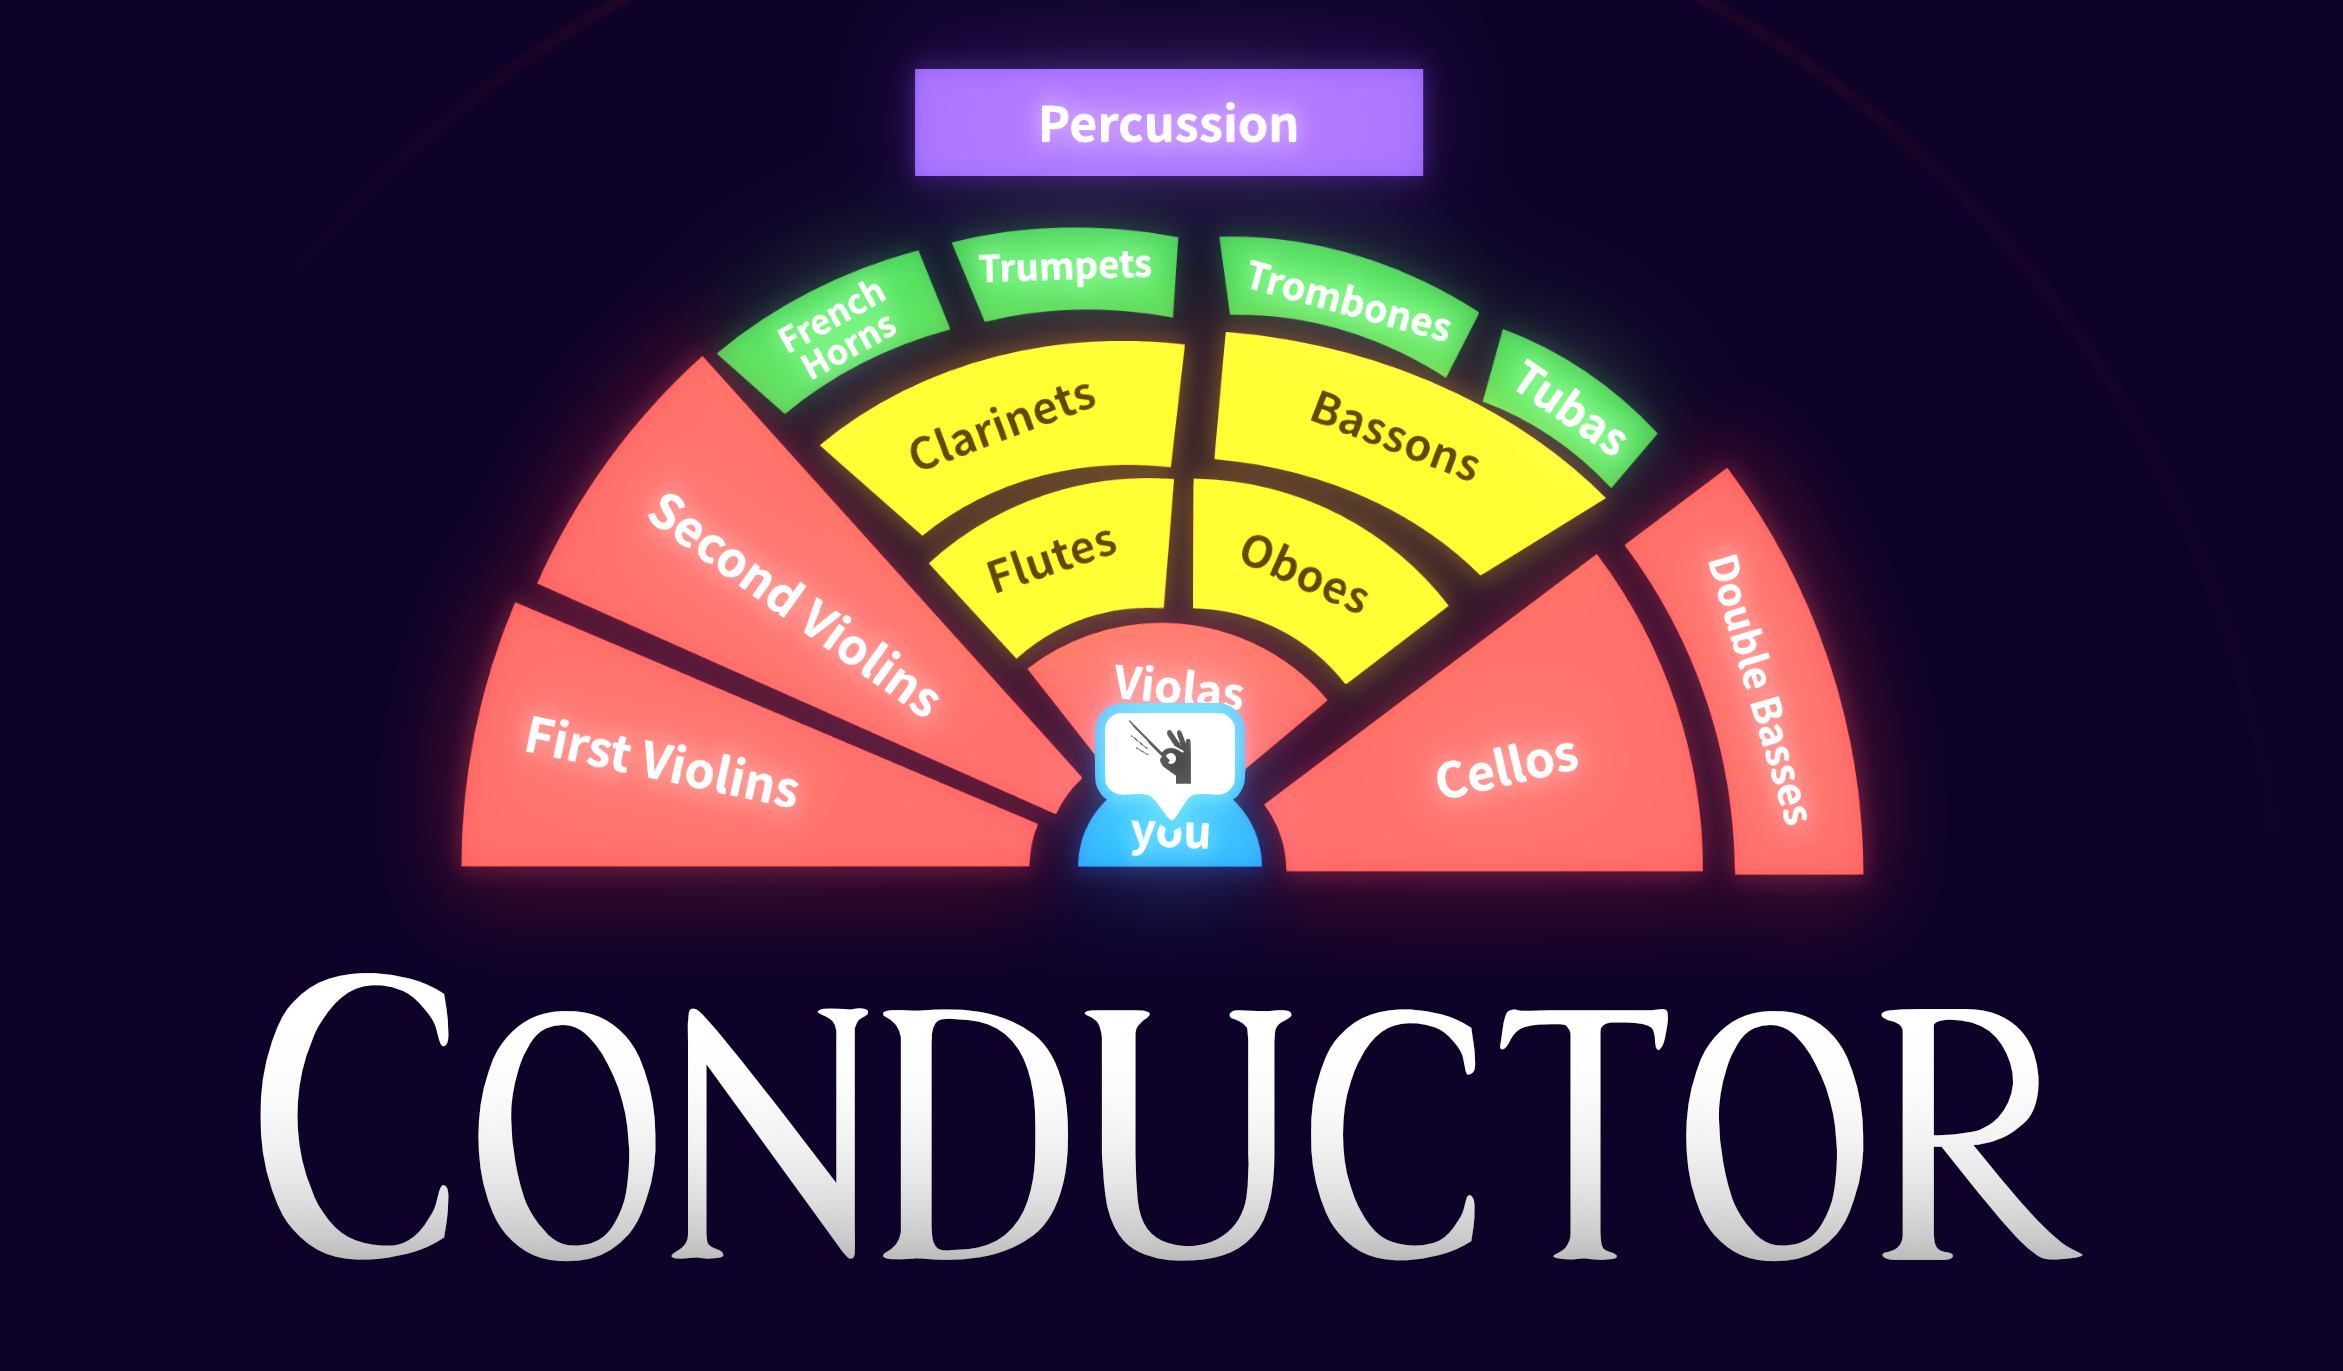 Percussion
French
Horns
Trumpets
Trombones
Tubas
Clarinets
Bassons
Second Violins
Flutes
Oboes
Double Basses
First Violins
Violas
Cellos
you
CONDUCTOR